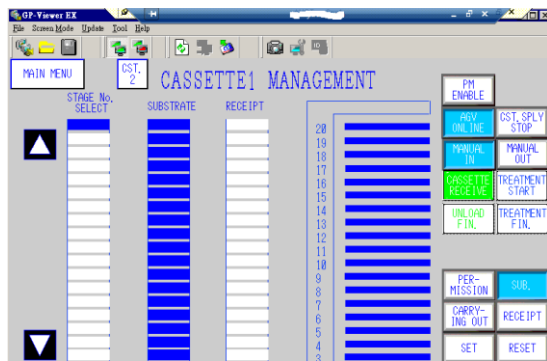 GP-Viewer EX
File Screen Mode Update Tool Help
MAIN MENU
CST.
2
CASSETTE1 MANAGEMENT
STAGE No.
SELECT
SUBSTRATE
RECEIPT
20
19
18
17
16
15
14
13
12
11
10
9
8
7
6
5
4
3
PM
ENABLE
AGV
ONLINE
CST.SPLY
STOP
MANUAL
IN
MANUAL
OUT
CASSETTE
RECEIVE
TREATMENT
START
UNLOAD
FIN.
TREATMENT
FIN.
PER-
MISSION
SUB.
CARRY-
ING OUT
RECEIPT
SET
RESET